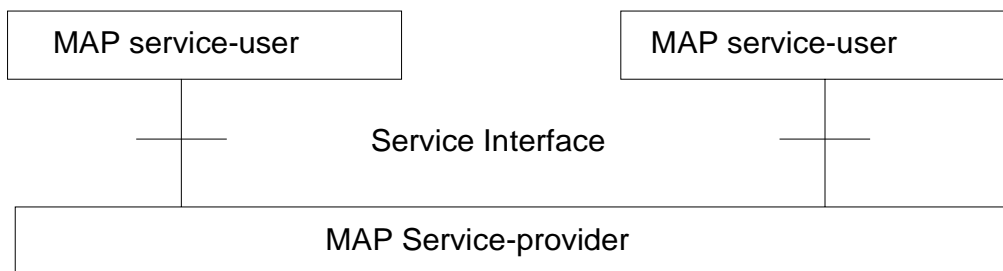 MAP service-user
MAP service-user
Service Interface
MAP Service-provider